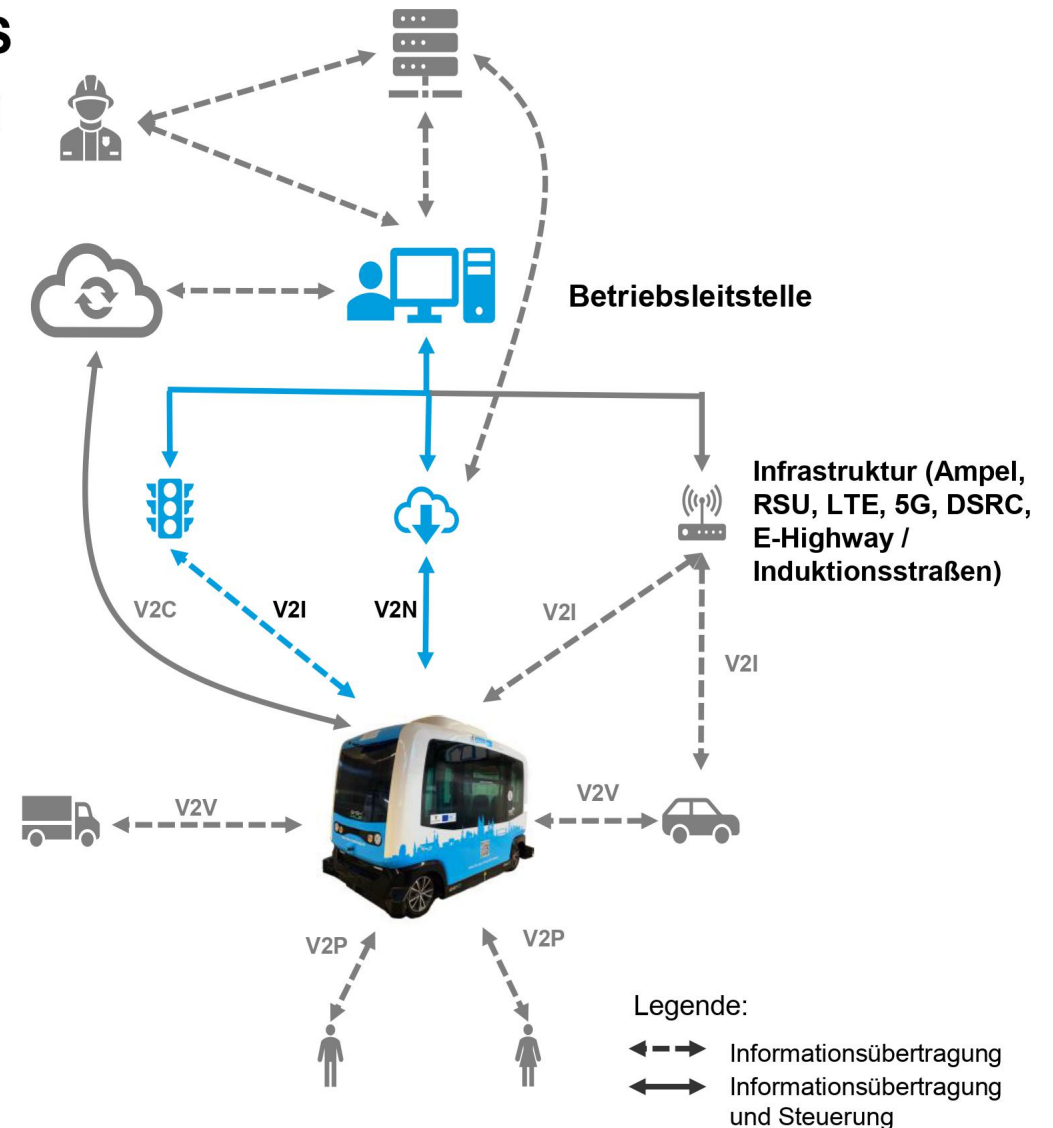 S
Betriebsleitstelle
Infrastruktur (Ampel,
RSU, LTE, 5G, DSRC,
E-Highway /
Induktionsstraßen)
V2C
V2I
V2N
V2I
V2I
V2V
V2V
V2P
V2P
Legende:
Informationsübertragung
Informationsübertragung
und Steuerung